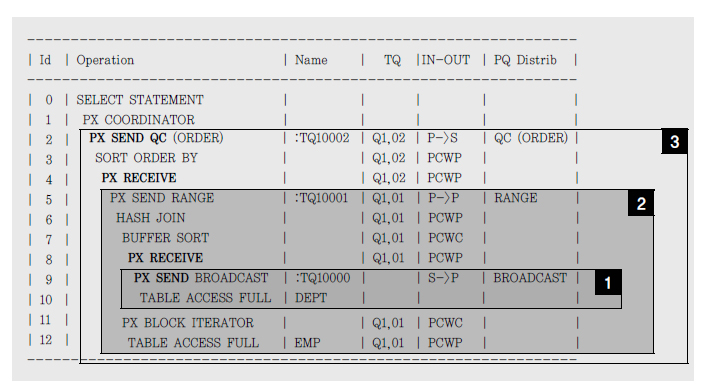 -----------------------------------------------------------------------------
| Id | Operation | Name | TQ |IN-OUT | PQ Distrib |
-----------------------------------------------------------------------------
| 0 | SELECT STATEMENT | | | | |
| 1 | PX COORDINATOR | | | | |
| 2 | PX SEND QC (ORDER) | :TQ10002 | Q1,02 | P->S | QC (ORDER) | 3
| 3 | SORT ORDER BY | | Q1,02 | PCWP | |
| 4 | PX RECEIVE | | Q1,02 | PCWP | |
| 5 | PX SEND RANGE | :TQ10001 | Q1,01 | P->P | RANGE | 2
| 6 | HASH JOIN | | Q1,01 | PCWP | |
| 7 | BUFFER SORT | | Q1,01 | PCWC | |
| 8 | PX RECEIVE | | Q1,01 | PCWP | |
| 9 | PX SEND BROADCAST | :TQ10000 | | S->P | BROADCAST | 1
| 10 | TABLE ACCESS FULL | DEPT | | | |
| 11 | PX BLOCK ITERATOR | | Q1,01 | PCWC | |
| 12 | TABLE ACCESS FULL | EMP | Q1,01 | PCWP | |
-----------------------------------------------------------------------------